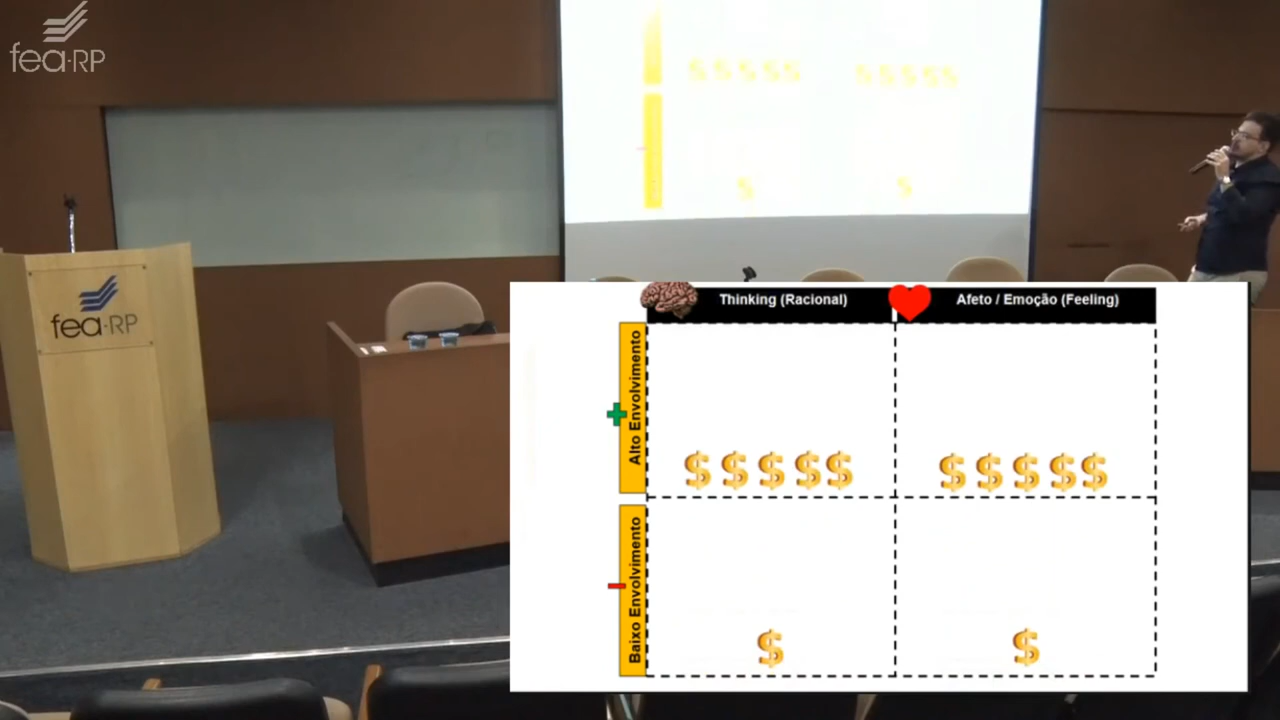 fea-RP
fea-RP
Thinking (Racional)
Afeto / Emoção (Feeling)
Alto Envolvimento
$ $ $ $ $
$ $ $ $ $
Baixo Envolvimento
$
$